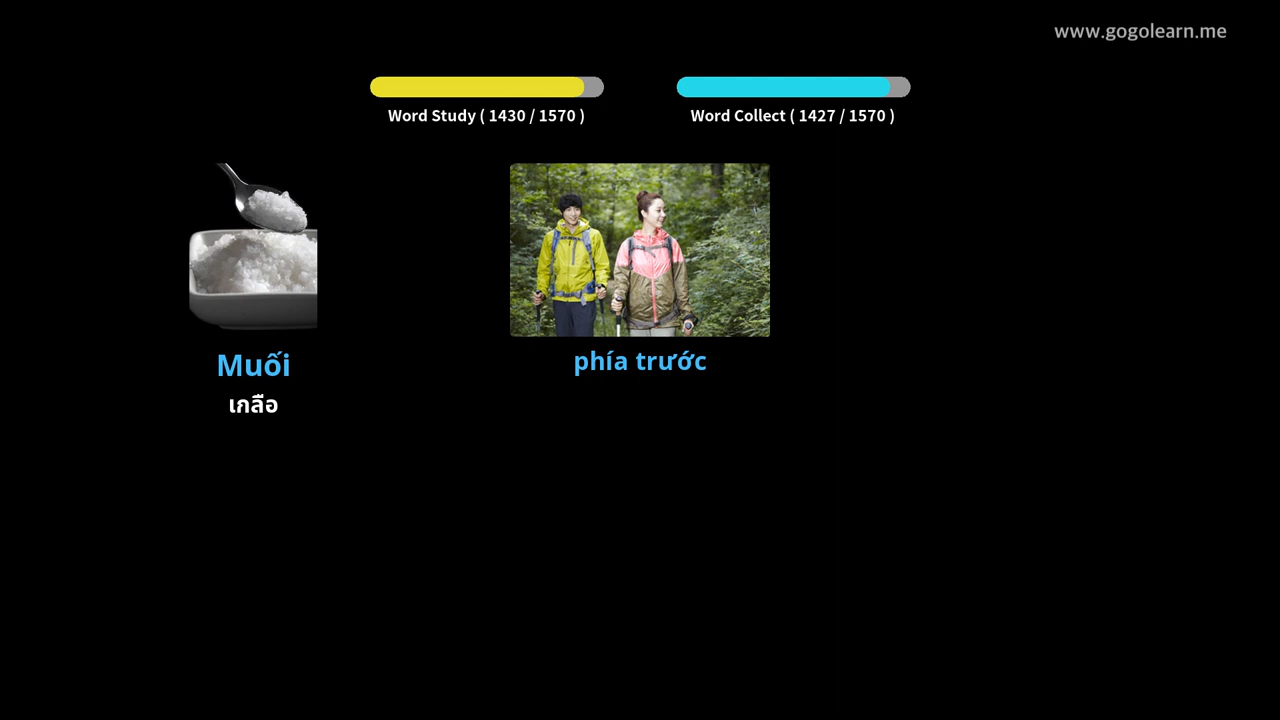 www.gogolearn.me
Word Study ( 1430 / 1570 )
Word Collect ( 1427 / 1570 )
Muối
เกลือ
phía trước